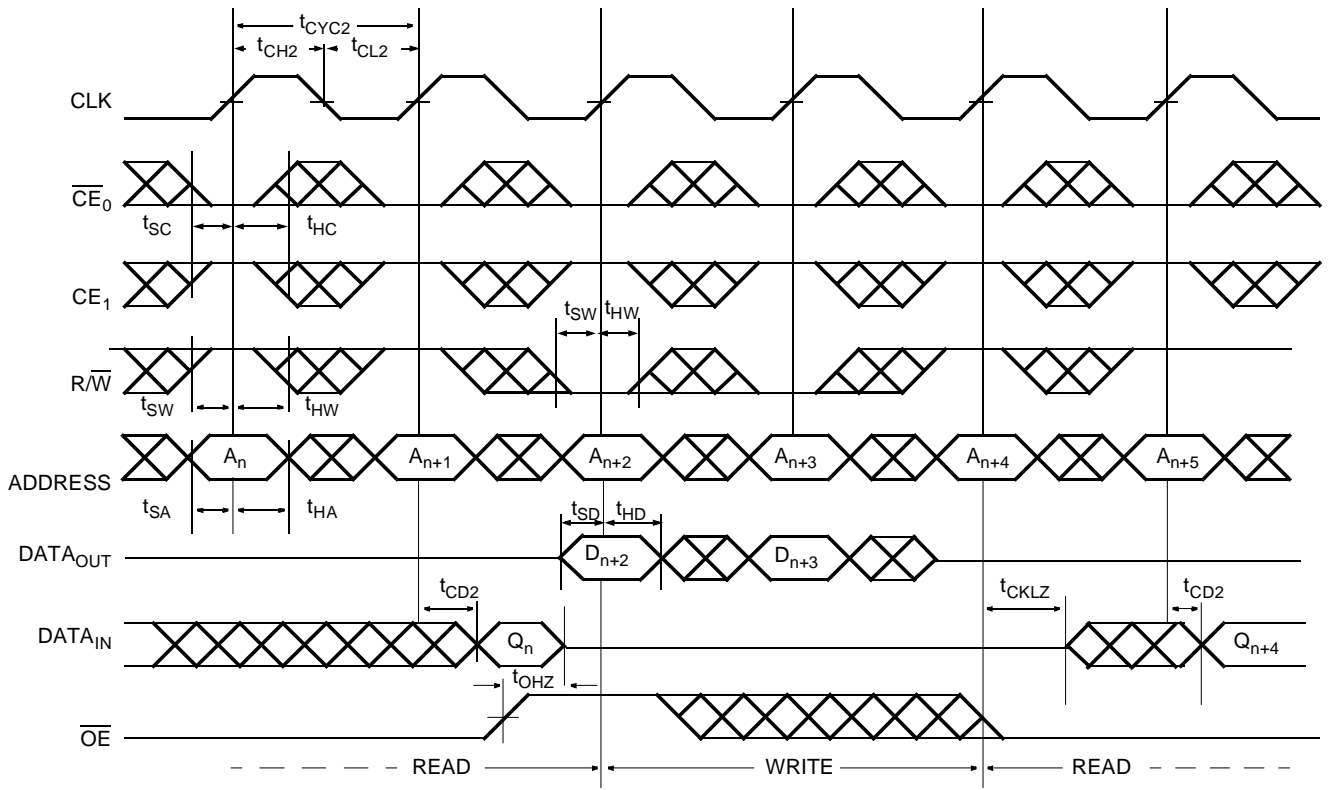 tCYC2
tCH2 tCL2
CLK
CE0
tSC tHC
CE1
tSW tHW
R/W
tSW tHW
An An+1 An+2 An+3 An+4 An+5
ADDRESS
tSA tHA tSD tHD
DATAOUT Dn+2 Dn+3
tCD2 tCKLZ tCD2
DATAIN Qn Qn+4
tOHZ
OE
READ WRITE READ